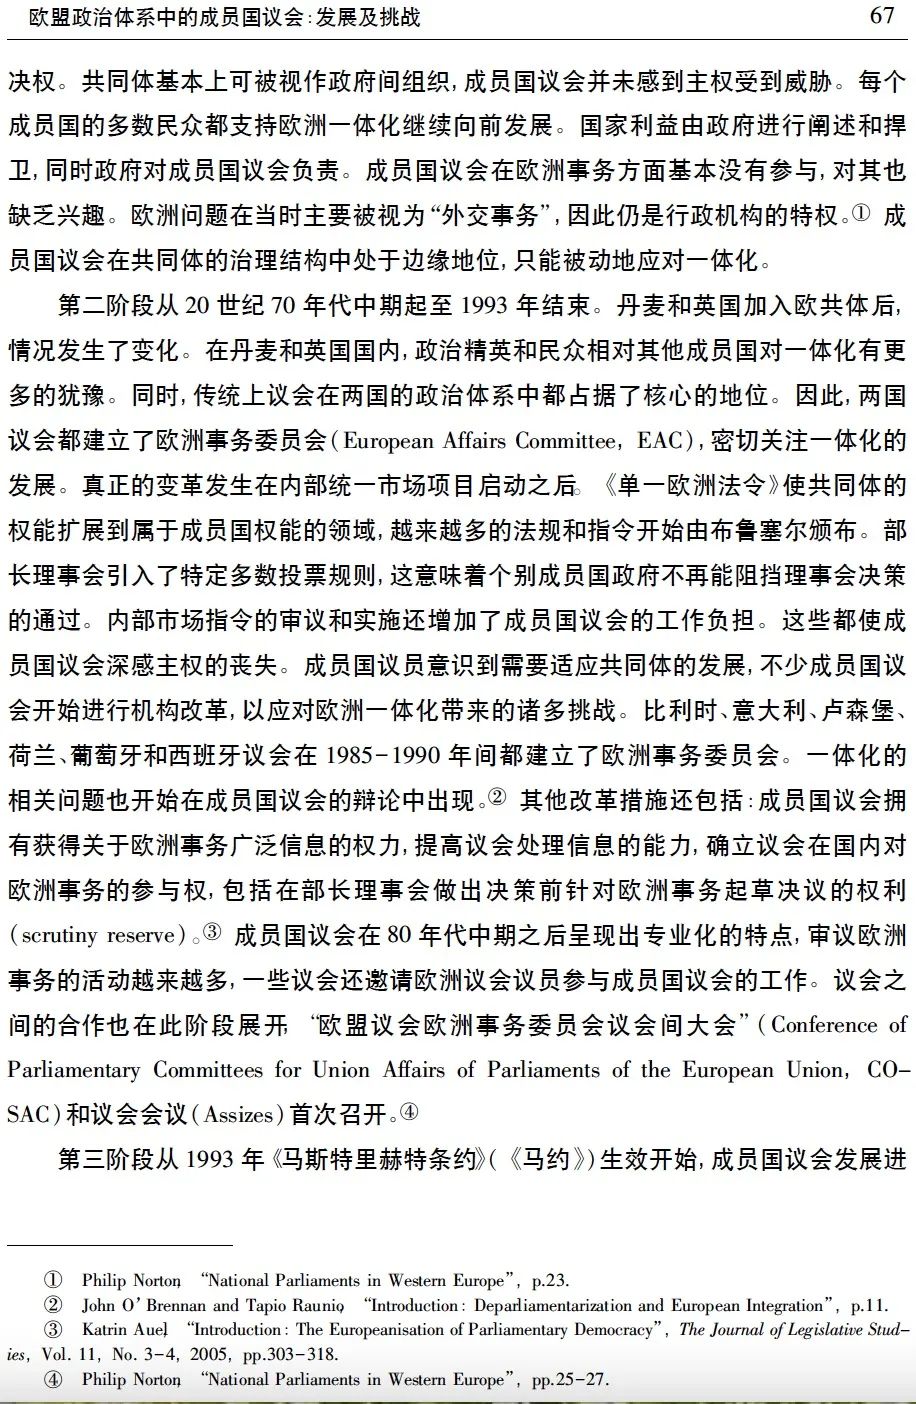 欧盟政治体系中的成员国议会:发展及挑战 67
决权。共同体基本上可被视作政府间组织,成员国议会并未感到主权受到威胁。每个
成员国的多数民众都支持欧洲一体化继续向前发展。国家利益由政府进行阐述和捍
卫,同时政府对成员国议会负责。成员国议会在欧洲事务方面基本没有参与,对其也
缺乏兴趣。欧洲问题在当时主要被视为“外交事务”,因此仍是行政机构的特权。① 成
员国议会在共同体的治理结构中处于边缘地位,只能被动地应对一体化。
第二阶段从 20 世纪 70 年代中期起至 1993 年结束。丹麦和英国加入欧共体后,
情况发生了变化。在丹麦和英国国内,政治精英和民众相对其他成员国对一体化有更
多的犹豫。同时,传统上议会在两国的政治体系中都占据了核心的地位。因此,两国
议会都建立了欧洲事务委员会(European Affairs Committee, EAC),密切关注一体化的
发展。真正的变革发生在内部统一市场项目启动之后。《单一欧洲法令》使共同体的
权能扩展到属于成员国权能的领域,越来越多的法规和指令开始由布鲁塞尔颁布。部
长理事会引入了特定多数投票规则,这意味着个别成员国政府不再能阻挡理事会决策
的通过。内部市场指令的审议和实施还增加了成员国议会的工作负担。这些都使成
员国议会深感主权的丧失。成员国议员意识到需要适应共同体的发展,不少成员国议
会开始进行机构改革,以应对欧洲一体化带来的诸多挑战。比利时、意大利、卢森堡、
荷兰、葡萄牙和西班牙议会在 1985-1990 年间都建立了欧洲事务委员会。一体化的
相关问题也开始在成员国议会的辩论中出现。② 其他改革措施还包括:成员国议会拥
有获得关于欧洲事务广泛信息的权力,提高议会处理信息的能力,确立议会在国内对
欧洲事务的参与权,包括在部长理事会做出决策前针对欧洲事务起草决议的权利
(scrutiny reserve)。③ 成员国议会在 80 年代中期之后呈现出专业化的特点,审议欧洲
事务的活动越来越多,一些议会还邀请欧洲议会议员参与成员国议会的工作。议会之
间的合作也在此阶段展开,“欧盟议会欧洲事务委员会议会间大会”(Conference of
Parliamentary Committees for Union Affairs of Parliaments of the European Union, CO-
SAC)和议会会议(Assizes)首次召开。④
第三阶段从 1993 年《马斯特里赫特条约》(《马约》)生效开始,成员国议会发展进
① Philip Norton, “National Parliaments in Western Europe”, p.23.
② John O’ Brennan and Tapio Raunio, “Introduction: Deparliamentarization and European Integration”, p.11.
③ Katrin Auel, “Introduction: The Europeanisation of Parliamentary Democracy”, The Journal of Legislative Stud-
ies, Vol. 11, No. 3-4, 2005, pp.303-318.
④ Philip Norton, “National Parliaments in Western Europe”, pp.25-27.